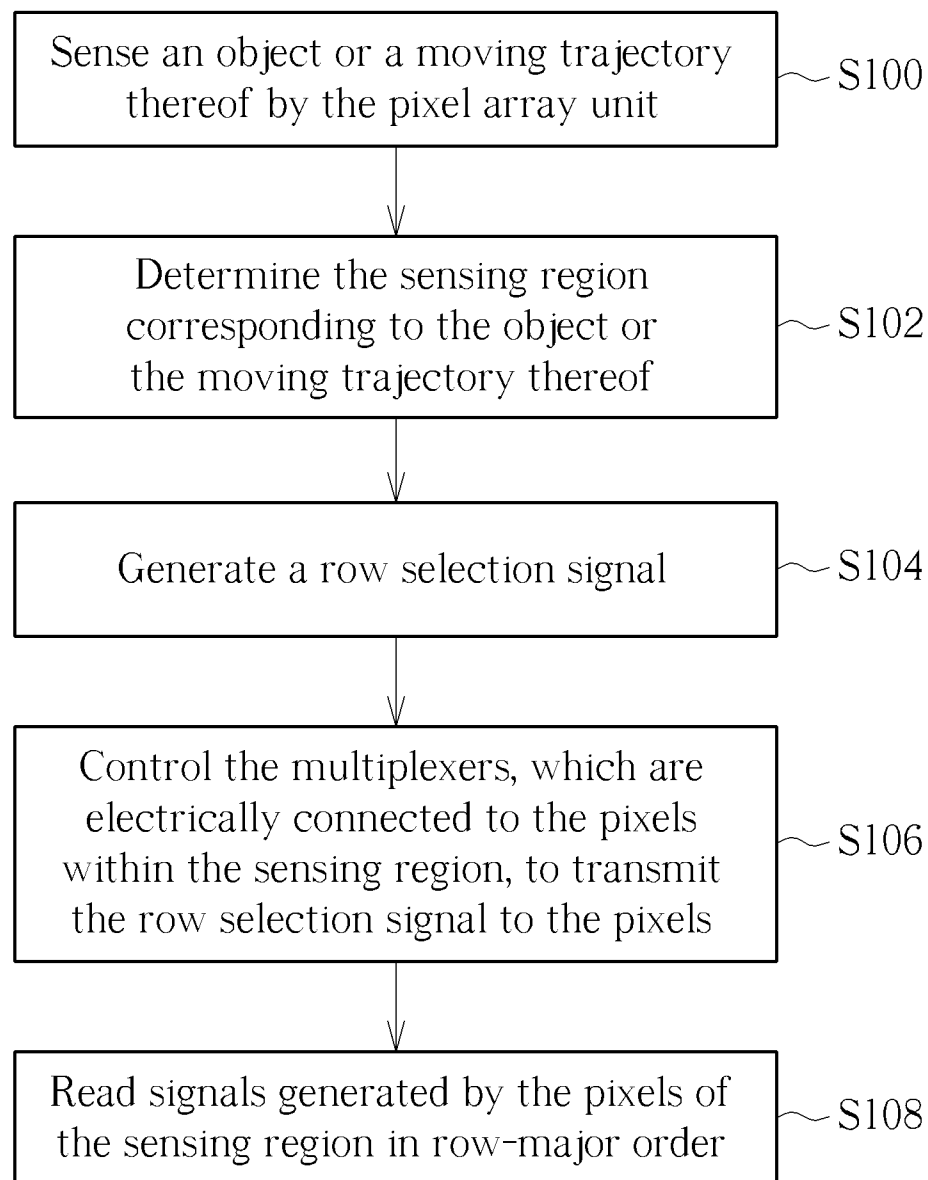 Sense an object or a moving trajectory
thereof by the pixel array unit
S100
Determine the sensing region
corresponding to the object or
the moving trajectory thereof
S102
Generate a row selection signal
S104
Control the multiplexers, which are
electrically connected to the pixels
within the sensing region, to transmit
the row selection signal to the pixels
S106
Read signals generated by the pixels of
the sensing region in row-major order
S108